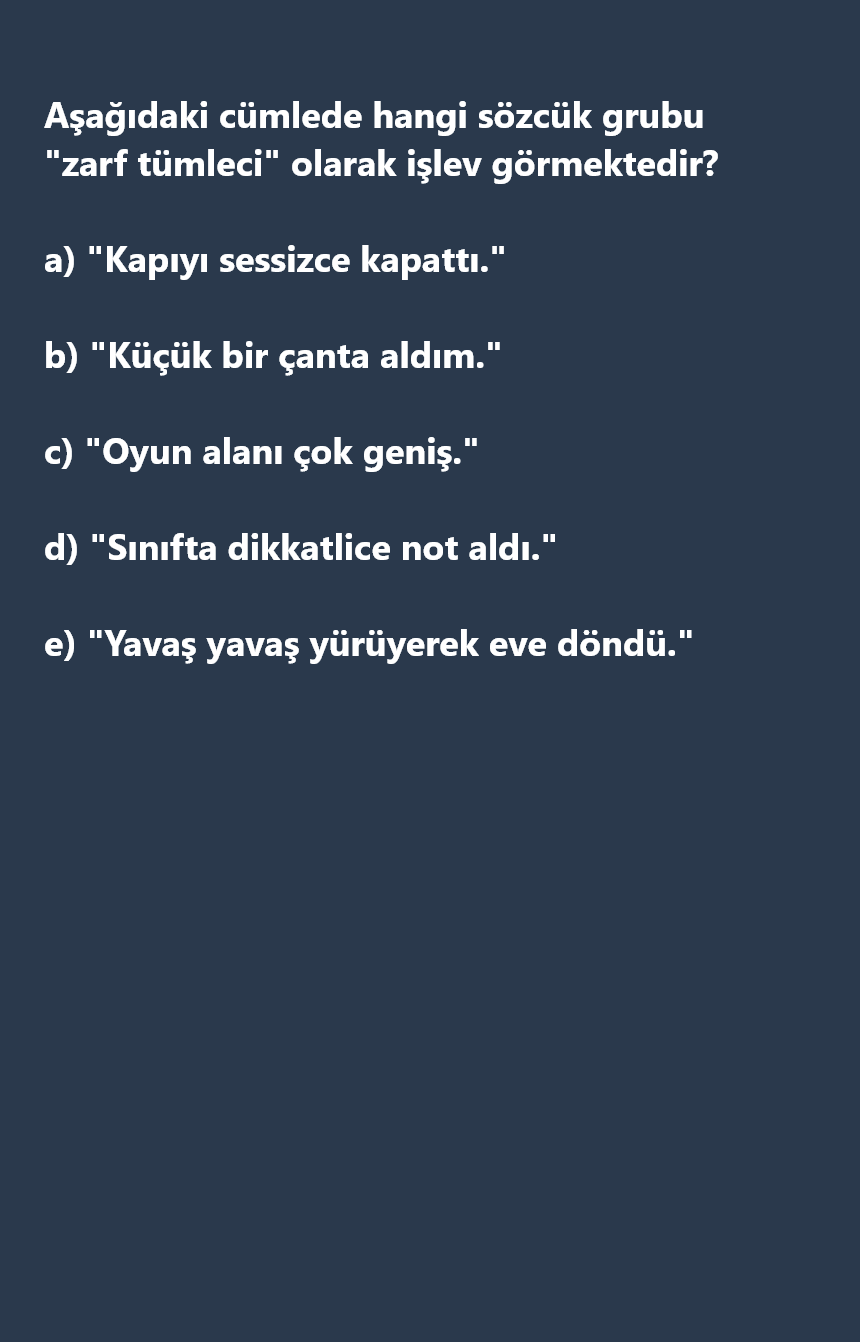 Aşağıdaki cümlede hangi sözcük grubu
"zarf tümleci" olarak işlev görmektedir?
a) "Kapıyı sessizce kapattı."
b) "Küçük bir çanta aldım."
c) "Oyun alanı çok geniş."
d) "Sınıfta dikkatlice not aldı."
e) "Yavaş yavaş yürüyerek eve döndü."